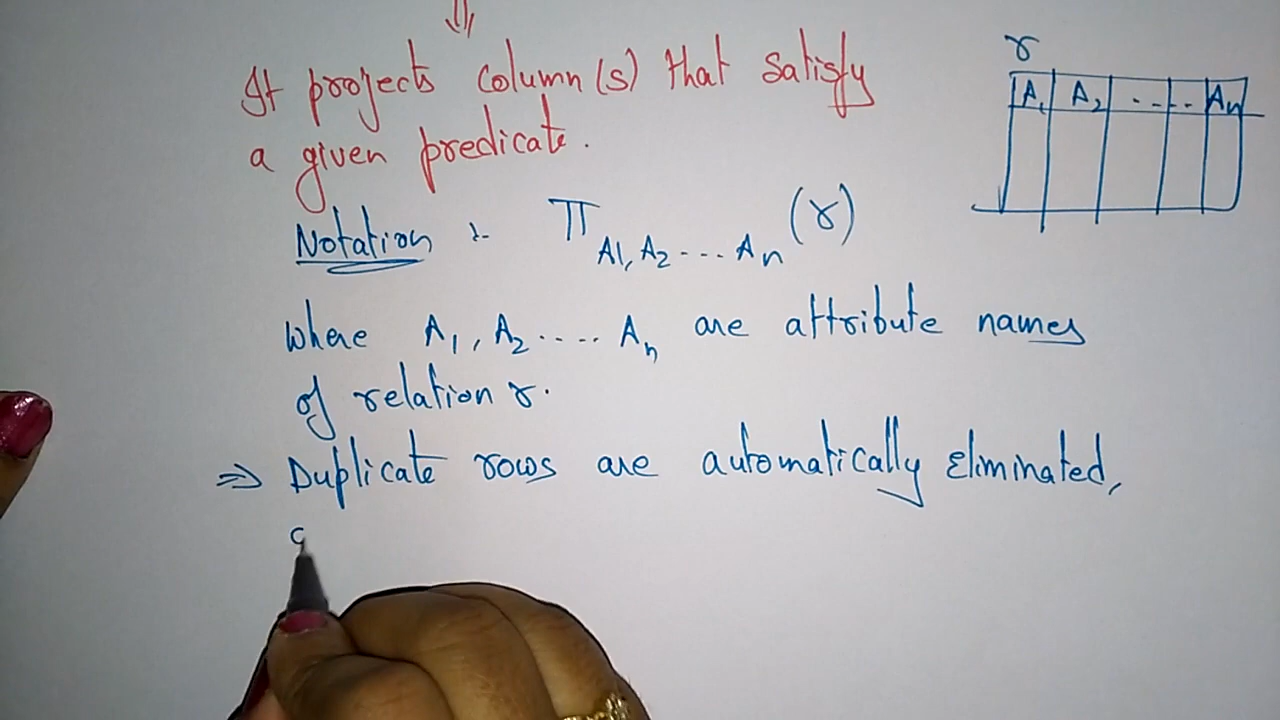 It projects column(s) that satisfy
a given predicate.
Notation :- π A1, A2 --- An (r)
where A1, A2 .... An are attribute names
of relation r.
⇒ Duplicate rows are automatically Eliminated,
r
A1 A2 ---.. An